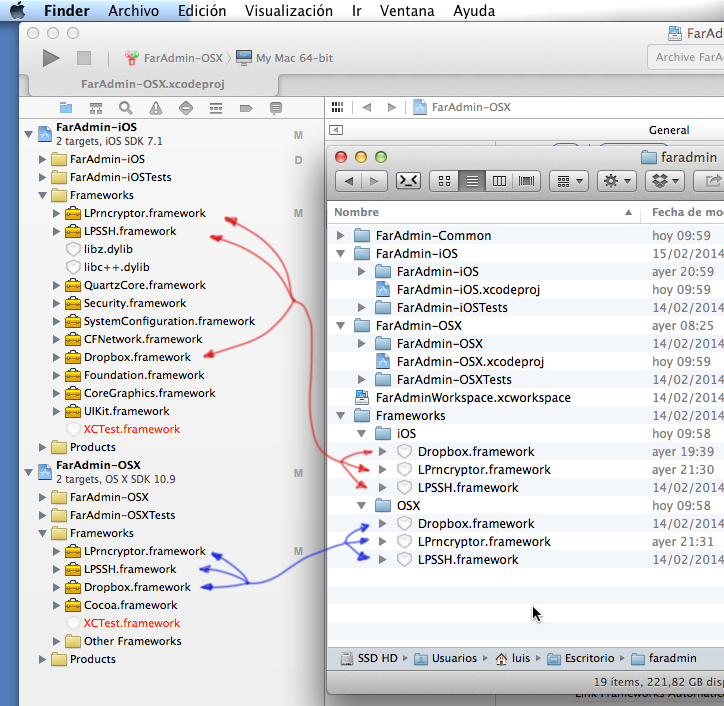 Finder Archivo Edición Visualización Ir Ventana Ayuda
FarAd
FarAdmin-OSX My Mac 64-bit
Archive FarA
FarAdmin-OSX.xcodeproj
FarAdmin-OSX
FarAdmin-iOS
2 targets, iOS SDK 7.1
M
FarAdmin-iOS
D
FarAdmin-iOSTests
Frameworks
LPrncryptor.framework
M
LPSSH.framework
libz.dylib
libc++.dylib
QuartzCore.framework
Security.framework
SystemConfiguration.framework
CFNetwork.framework
Dropbox.framework
Foundation.framework
CoreGraphics.framework
UIKit.framework
XCTest.framework
Products
FarAdmin-OSX
2 targets, OS X SDK 10.9
M
FarAdmin-OSX
FarAdmin-OSXTests
Frameworks
LPrncryptor.framework
M
LPSSH.framework
Dropbox.framework
Cocoa.framework
XCTest.framework
Other Frameworks
Products
General
faradmin
Nombre Fecha de mo
FarAdmin-Common hoy 09:59
FarAdmin-iOS 15/02/2014
FarAdmin-iOS ayer 20:59
FarAdmin-iOS.xcodeproj hoy 09:59
FarAdmin-iOSTests 14/02/2014
FarAdmin-OSX ayer 08:25
FarAdmin-OSX 14/02/2014
FarAdmin-OSX.xcodeproj hoy 09:59
FarAdmin-OSXTests 14/02/2014
FarAdminWorkspace.xcworkspace 14/02/2014
Frameworks 14/02/2014
iOS hoy 09:58
Dropbox.framework ayer 19:39
LPrncryptor.framework ayer 21:30
LPSSH.framework 14/02/2014
OSX hoy 09:58
Dropbox.framework 14/02/2014
LPrncryptor.framework ayer 21:31
LPSSH.framework 14/02/2014
SSD HD Usuarios luis Escritorio faradmin
19 ítems, 221,82 GB disp
Link Frameworks Automatica